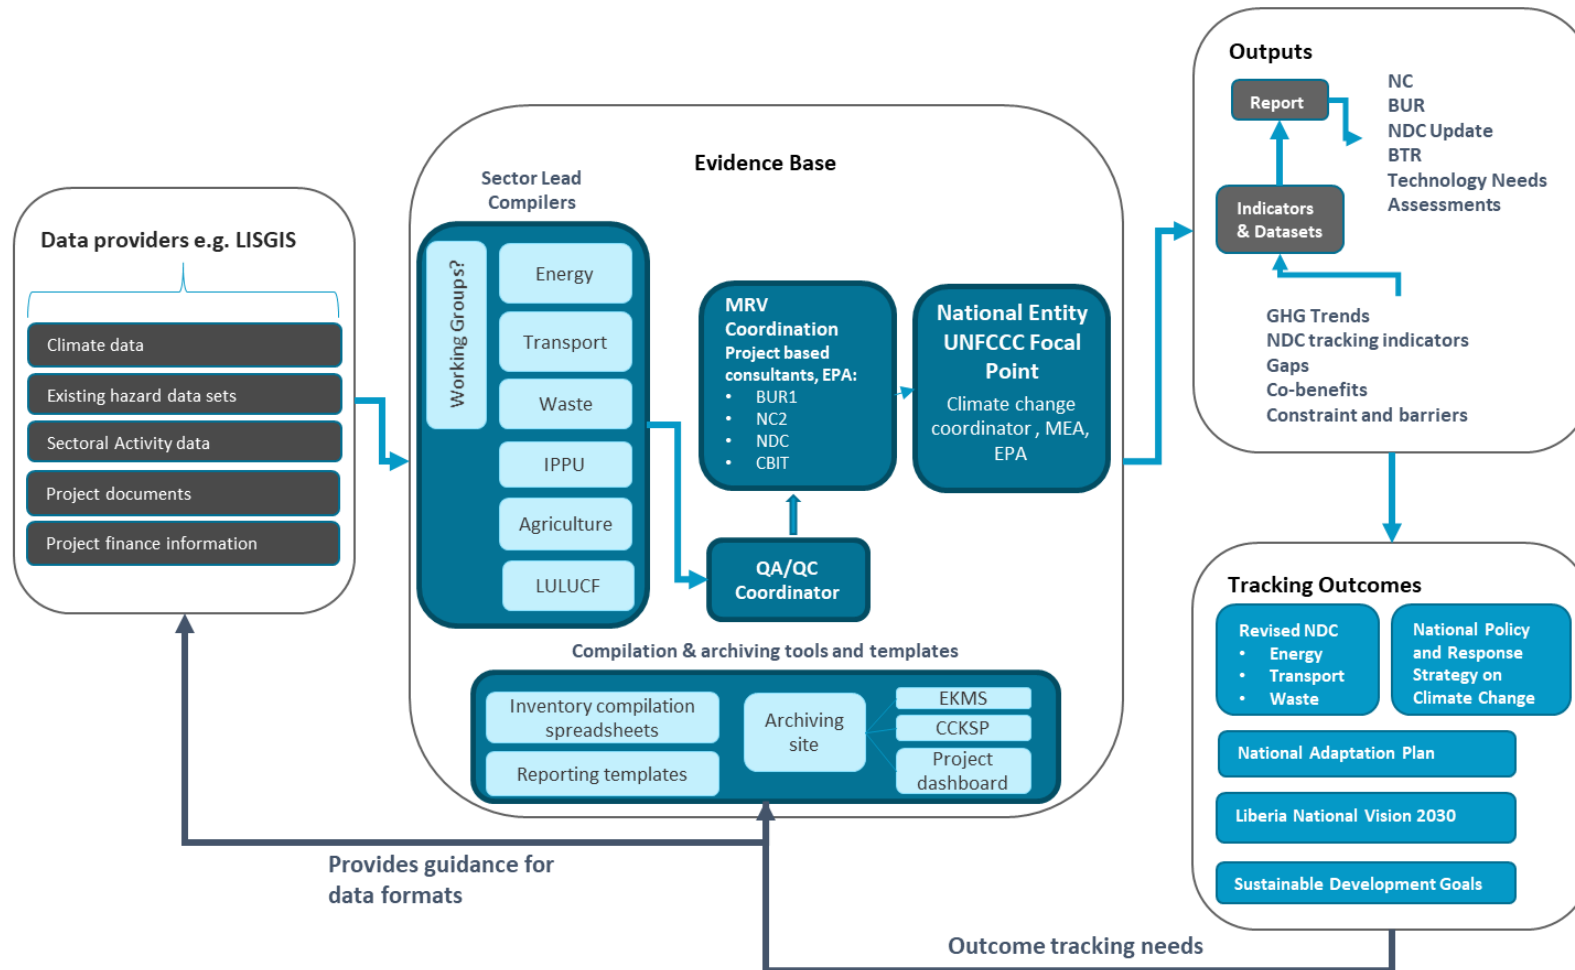 Data providers e.g. LISGIS
Climate data
Existing hazard data sets
Sectoral Activity data
Project documents
Project finance information
Evidence Base
Sector Lead
Compilers
Working Groups?
Energy
Transport
Waste
IPPU
Agriculture
LULUCF
MRV
Coordination
Project based
consultants, EPA:
• BUR1
• NC2
• NDC
• CBIT
National Entity
UNFCCC Focal
Point
Climate change
coordinator , MEA,
EPA
QA/QC
Coordinator
Compilation & archiving tools and templates
Inventory compilation
spreadsheets
Reporting templates
Archiving
site
EKMS
CCKSP
Project
dashboard
Outputs
Report
NC
BUR
NDC Update
BTR
Technology Needs
Assessments
Indicators
& Datasets
GHG Trends
NDC tracking indicators
Gaps
Co-benefits
Constraint and barriers
Tracking Outcomes
Revised NDC
• Energy
• Transport
• Waste
National Policy
and Response
Strategy on
Climate Change
National Adaptation Plan
Liberia National Vision 2030
Sustainable Development Goals
Provides guidance for
data formats
Outcome tracking needs